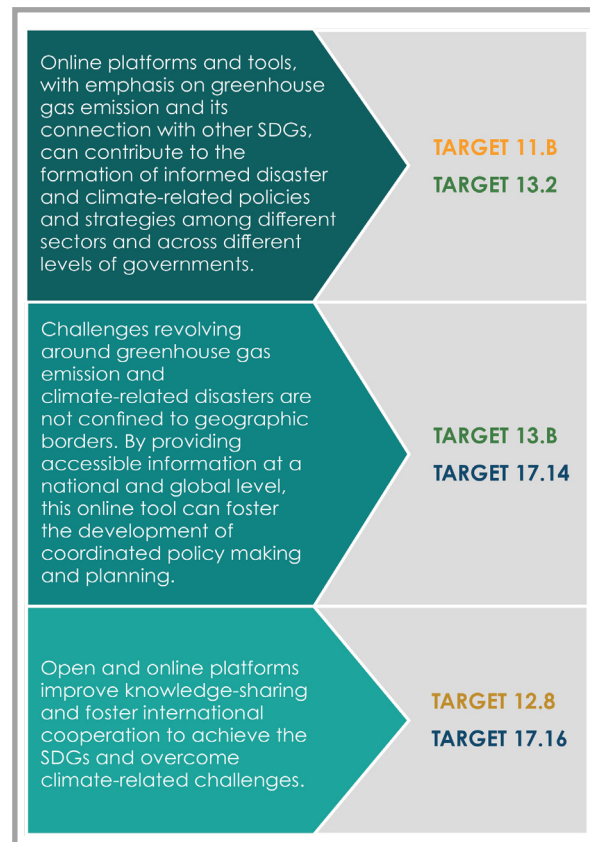 Online platforms and tools,
with emphasis on greenhouse
gas emission and its
connection with other SDGs,
can contribute to the
formation of informed disaster
and climate-related policies
and strategies among different
sectors and across different
levels of governments.
TARGET 11.B
TARGET 13.2
Challenges revolving
around greenhouse gas
emission and
climate-related disasters are
not confined to geographic
borders. By providing
accessible information at a
national and global level,
this online tool can foster
the development of
coordinated policy making
and planning.
TARGET 13.B
TARGET 17.14
Open and online platforms
improve knowledge-sharing
and foster international
cooperation to achieve the
SDGs and overcome
climate-related challenges.
TARGET 12.8
TARGET 17.16